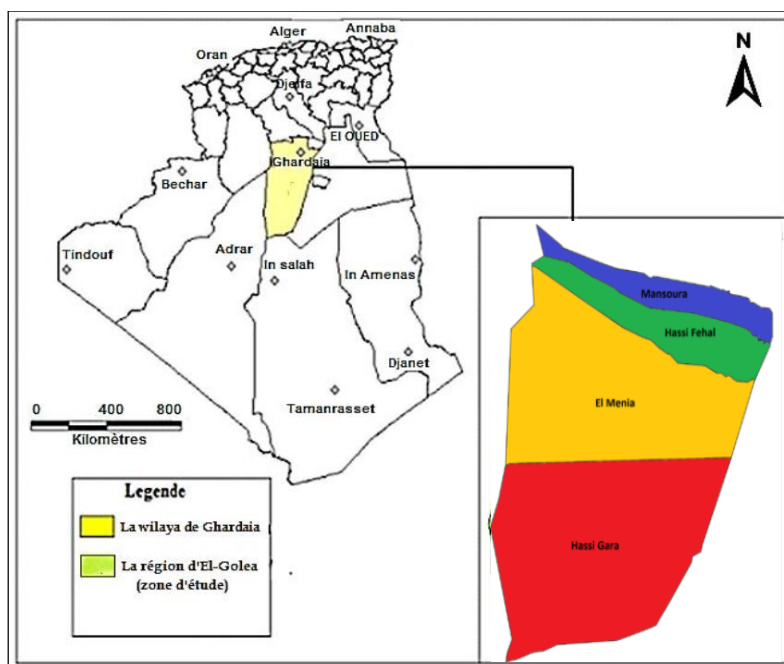 Alger
Annaba
Oran
N
Djelfa
El OUED
Ghardaia
Bechar
Tindouf
Adrar
In salah
In Amenas
Mansoura
Hassi Fehal
Djanet
Tamanrasset
El Menia
0 400 800
Kilomètres
Legende
La wilaya de Ghardaia
La région d'El-Golea
(zone d'étude)
Hassi Gara